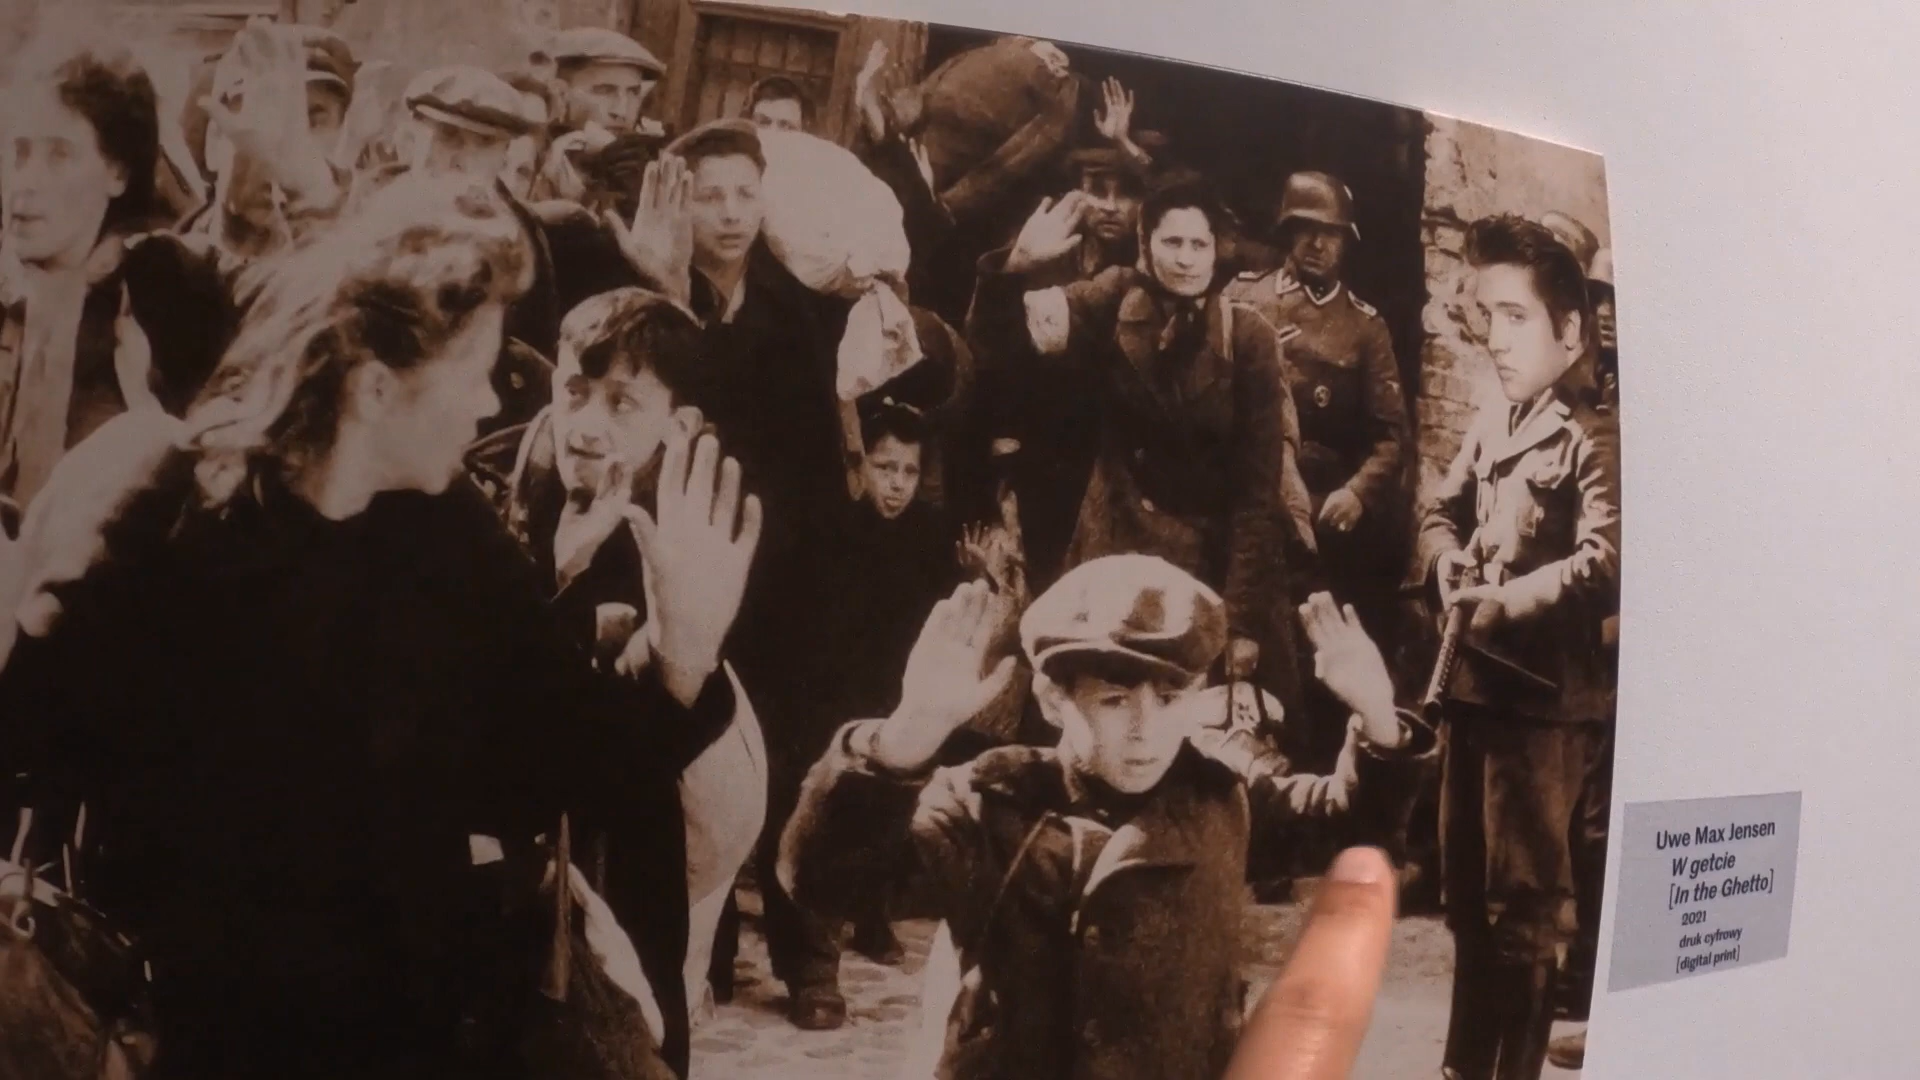 Uwe Max Jensen
W getcie
[In the Ghetto]
2021
druk cyfrowy
[digital print]